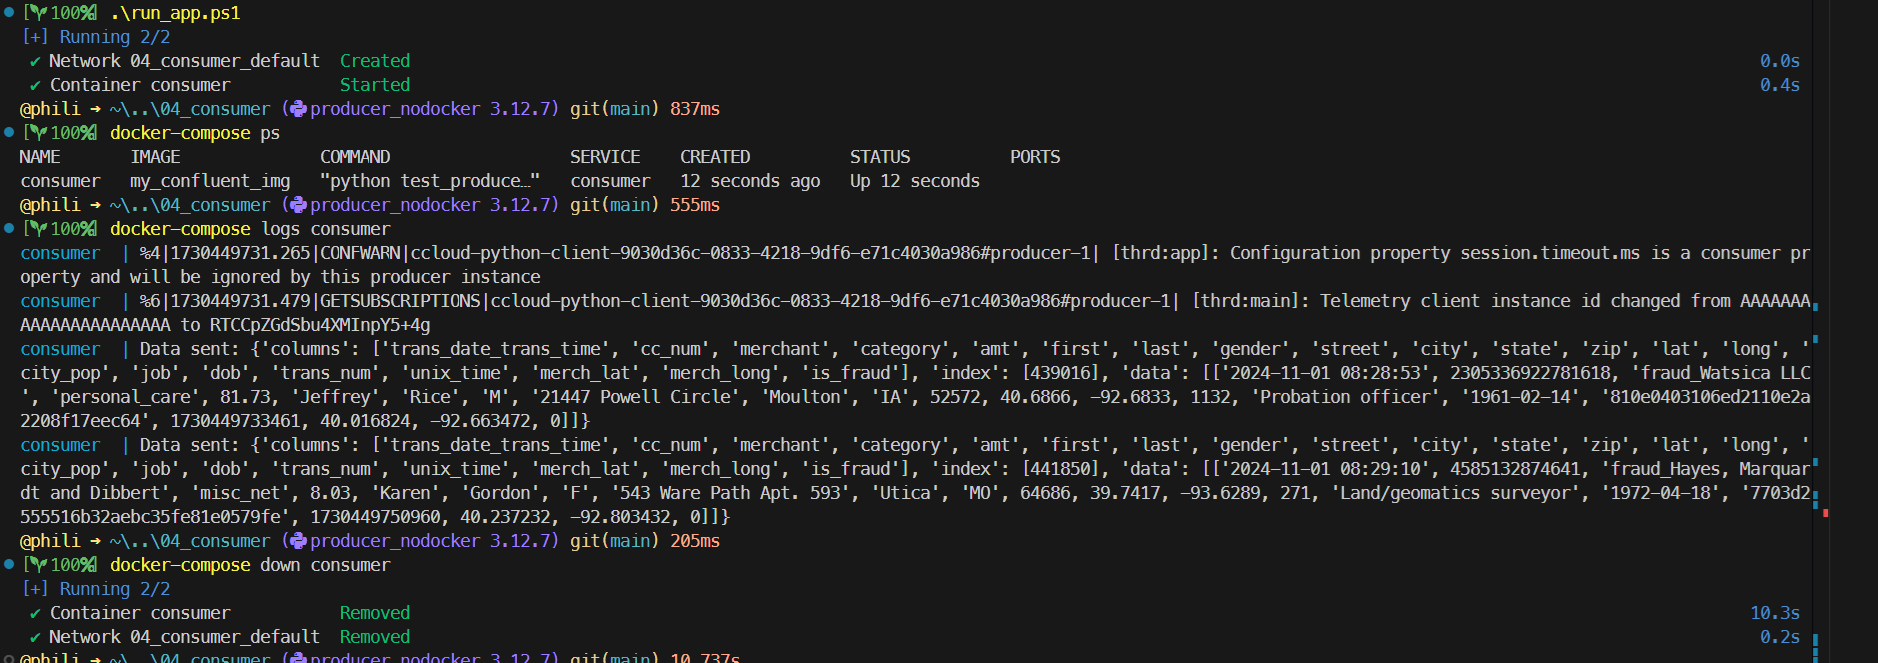 [100%] .\run_app.ps1
[+] Running 2/2
✔ Network 04_consumer_default Created 0.0s
✔ Container consumer Started 0.4s
@phili ➜ ~\..\04_consumer (producer_nodocker 3.12.7) git(main) 837ms
[100%] docker-compose ps
NAME IMAGE COMMAND SERVICE CREATED STATUS PORTS
consumer my_confluent_img "python test_produce…" consumer 12 seconds ago Up 12 seconds
@phili ➜ ~\..\04_consumer (producer_nodocker 3.12.7) git(main) 555ms
[100%] docker-compose logs consumer
consumer | %4|1730449731.265|CONFWARN|ccloud-python-client-9030d36c-0833-4218-9df6-e71c4030a986#producer-1| [thrd:app]: Configuration property session.timeout.ms is a consumer pr
operty and will be ignored by this producer instance
consumer | %6|1730449731.479|GETSUBSCRIPTIONS|ccloud-python-client-9030d36c-0833-4218-9df6-e71c4030a986#producer-1| [thrd:main]: Telemetry client instance id changed from AAAAAAA
AAAAAAAAAAAAAAA to RTCCpZGdSbu4XMInpY5+4g
consumer | Data sent: {'columns': ['trans_date_trans_time', 'cc_num', 'merchant', 'category', 'amt', 'first', 'last', 'gender', 'street', 'city', 'state', 'zip', 'lat', 'long', '
city_pop', 'job', 'dob', 'trans_num', 'unix_time', 'merch_lat', 'merch_long', 'is_fraud'], 'index': [439016], 'data': [['2024-11-01 08:28:53', 2305336922781618, 'fraud_Watsica LLC
', 'personal_care', 81.73, 'Jeffrey', 'Rice', 'M', '21447 Powell Circle', 'Moulton', 'IA', 52572, 40.6866, -92.6833, 1132, 'Probation officer', '1961-02-14', '810e0403106ed2110e2a
2208f17eec64', 1730449733461, 40.016824, -92.663472, 0]]}
consumer | Data sent: {'columns': ['trans_date_trans_time', 'cc_num', 'merchant', 'category', 'amt', 'first', 'last', 'gender', 'street', 'city', 'state', 'zip', 'lat', 'long', '
city_pop', 'job', 'dob', 'trans_num', 'unix_time', 'merch_lat', 'merch_long', 'is_fraud'], 'index': [441850], 'data': [['2024-11-01 08:29:10', 4585132874641, 'fraud_Hayes, Marquar
dt and Dibbert', 'misc_net', 8.03, 'Karen', 'Gordon', 'F', '543 Ware Path Apt. 593', 'Utica', 'MO', 64686, 39.7417, -93.6289, 271, 'Land/geomatics surveyor', '1972-04-18', '7703d2
555516b32aebc35fe81e0579fe', 1730449750960, 40.237232, -92.803432, 0]]}
@phili ➜ ~\..\04_consumer (producer_nodocker 3.12.7) git(main) 205ms
[100%] docker-compose down consumer
[+] Running 2/2
✔ Container consumer Removed 10.3s
✔ Network 04_consumer_default Removed 0.2s
@phili ➜ ~\..\04_consumer (producer_nodocker 3.12.7) git(main) 10.737s